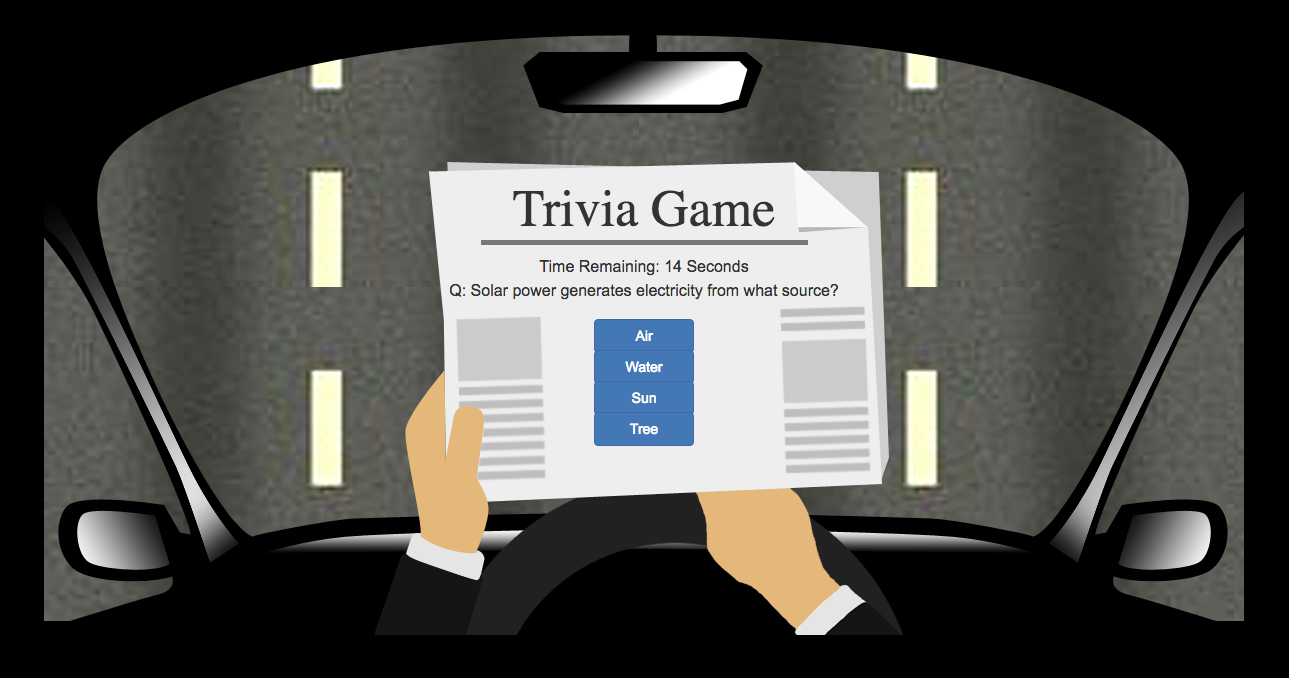 Trivia Game
Time Remaining: 14 Seconds
Q: Solar power generates electricity from what source?
Air
Water
Sun
Tree